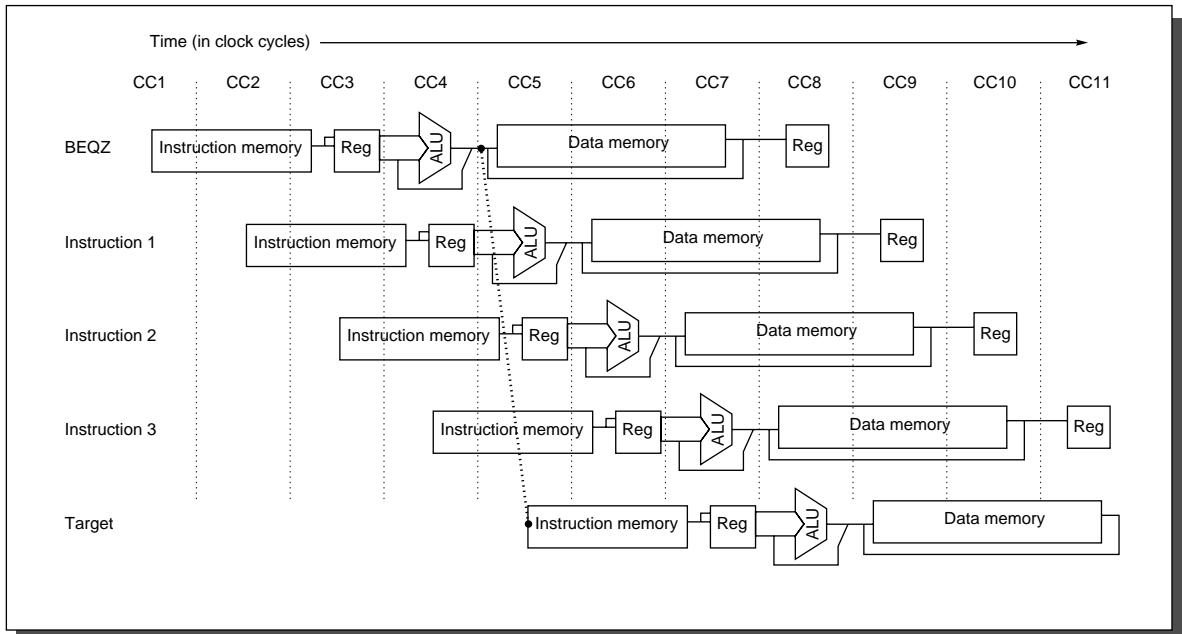 Time (in clock cycles)
CC1 CC2 CC3 CC4 CC5 CC6 CC7 CC8 CC9 CC10 CC11
BEQZ Instruction memory Reg ALU Data memory Reg
Instruction 1 Instruction memory Reg ALU Data memory Reg
Instruction 2 Instruction memory Reg ALU Data memory Reg
Instruction 3 Instruction memory Reg ALU Data memory Reg
Target Instruction memory Reg ALU Data memory